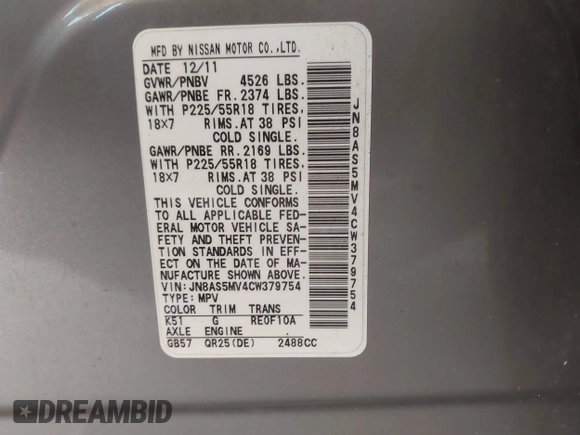 MFD BY NISSAN MOTOR CO.,LTD.
DATE 12/11
GVWR/PNBV 4526 LBS.
GAWR/PNBE FR. 2374 LBS.
WITH P225/55R18 TIRES,
18×7 RIMS.AT 38 PSI
COLD SINGLE.
GAWR/PNBE RR. 2169 LBS.
WITH P225/55R18 TIRES,
18×7 RIMS.AT 38 PSI
COLD SINGLE.
THIS VEHICLE CONFORMS
TO ALL APPLICABLE FED-
ERAL MOTOR VEHICLE SA-
FETY AND THEFT PREVEN-
TION STANDARDS IN EFF-
ECT ON THE DATE OF MA-
NUFACTURE SHOWN ABOVE.
VIN: JN8AS5MV4CW379754
TYPE: MPV
COLOR TRIM TRANS
K51 G RE0F10A
AXLE ENGINE
GB57 QR25(DE) 2488CC
JN8AS5MV4CW379754
DREAMBID